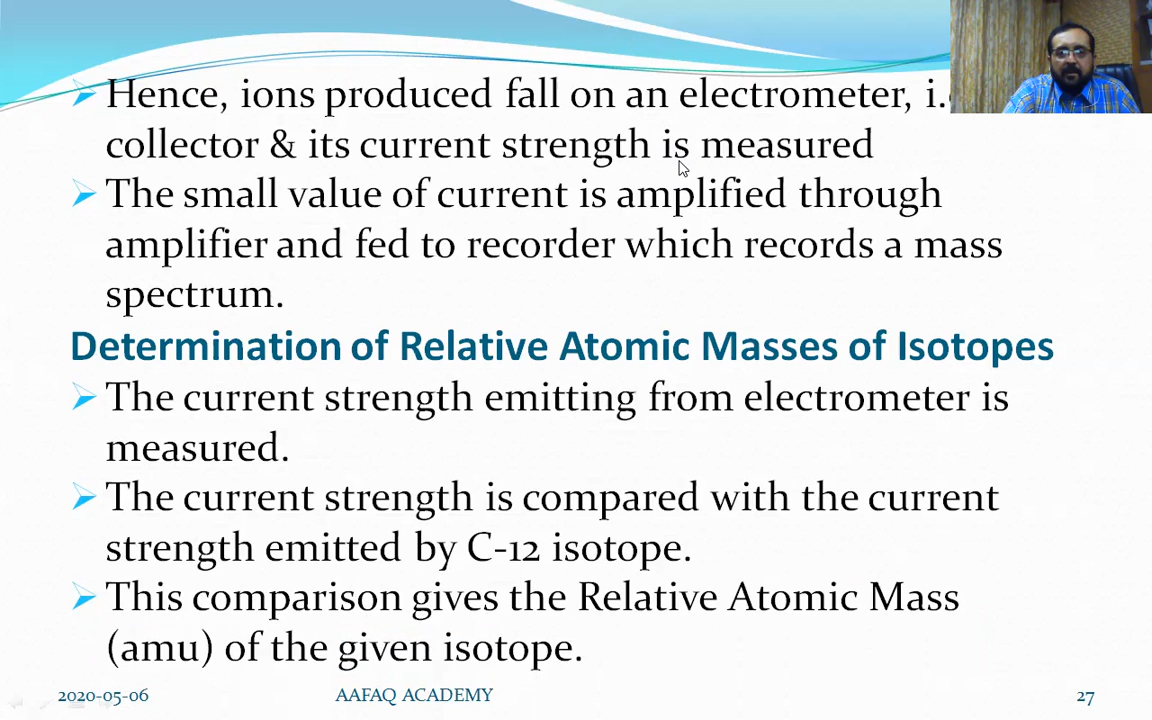 Hence, ions produced fall on an electrometer, i.
collector & its current strength is measured
The small value of current is amplified through
amplifier and fed to recorder which records a mass
spectrum.
Determination of Relative Atomic Masses of Isotopes
The current strength emitting from electrometer is
measured.
The current strength is compared with the current
strength emitted by C-12 isotope.
This comparison gives the Relative Atomic Mass
(amu) of the given isotope.
2020-05-06 AAFAQ ACADEMY 27